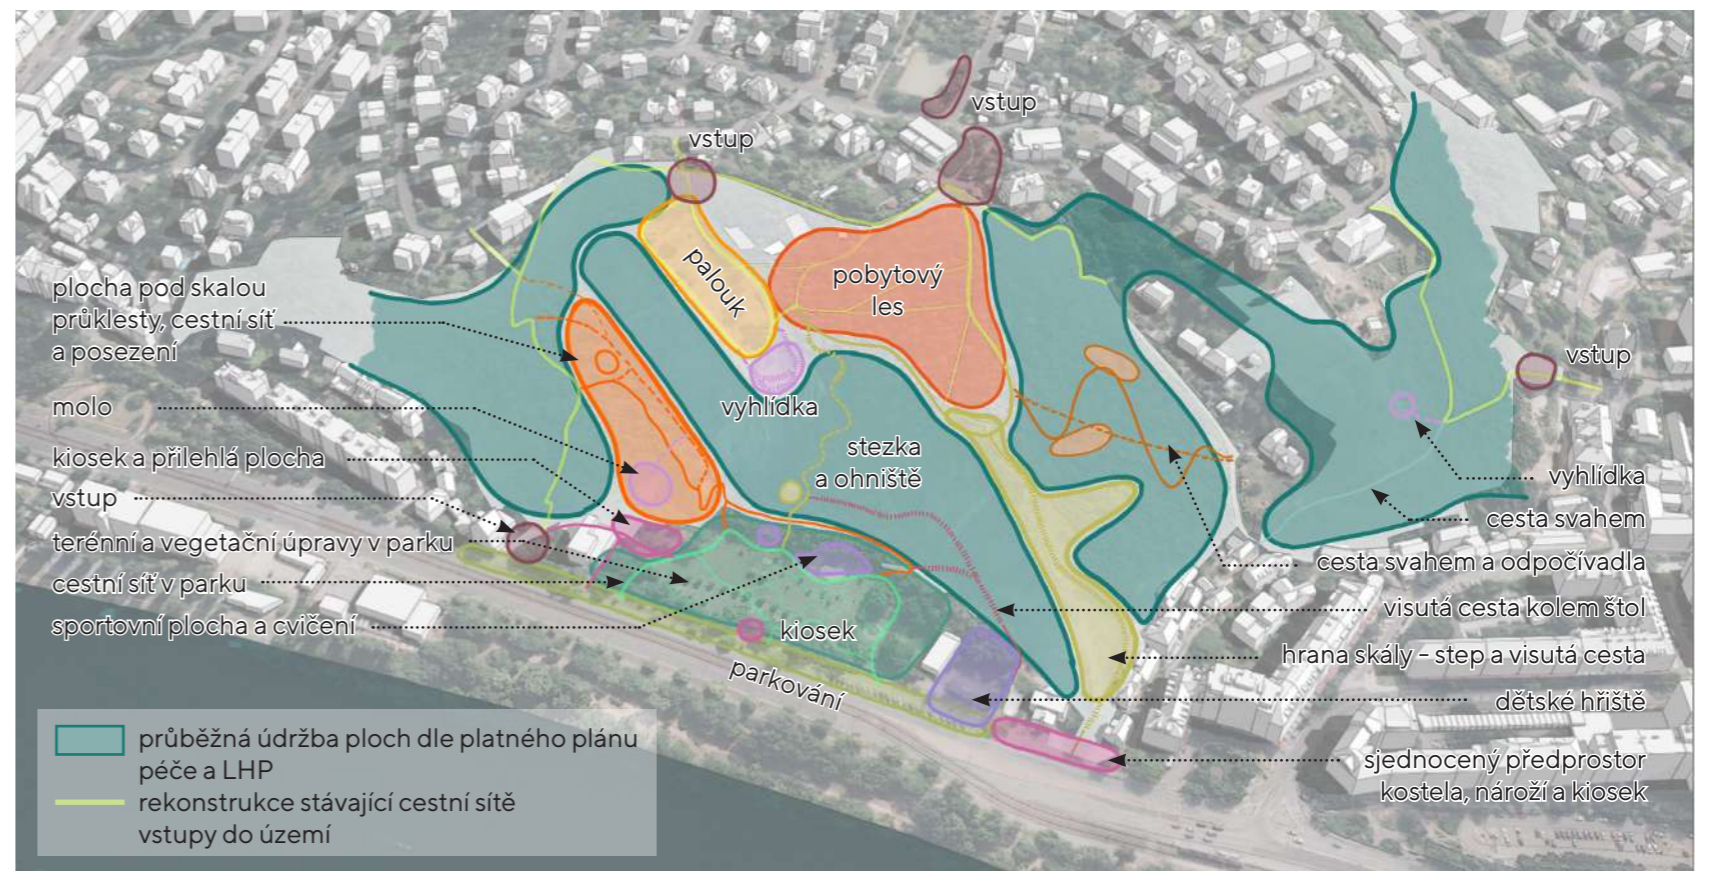 vstup
vstup
palouk
pobytový
les
plocha pod skalou
průklesty, cestní síť
a posezení
vstup
molo
vyhlídka
stezka
a ohniště
kiosek a přilehlá plocha
vyhlídka
vstup
cesta svahem
terénní a vegetační úpravy v parku
cesta svahem a odpočívadla
cestní síť v parku
visutá cesta kolem štol
sportovní plocha a cvičení
kiosek
hrana skály – step a visutá cesta
parkování
dětské hřiště
sjednocený předprostor
kostela, nároží a kiosek
průběžná údržba ploch dle platného plánu
péče a LHP
rekonstrukce stávající cestní sítě
vstupy do území